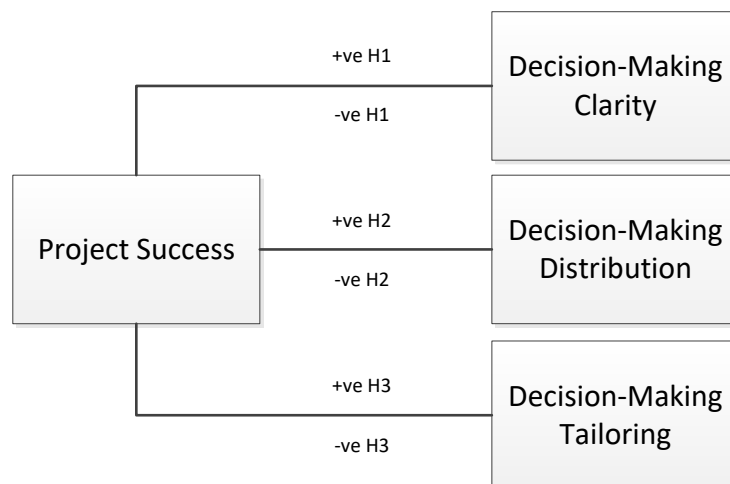 +ve H1
Decision-Making
Clarity
-ve H1
Project Success
+ve H2
Decision-Making
Distribution
-ve H2
+ve H3
Decision-Making
Tailoring
-ve H3